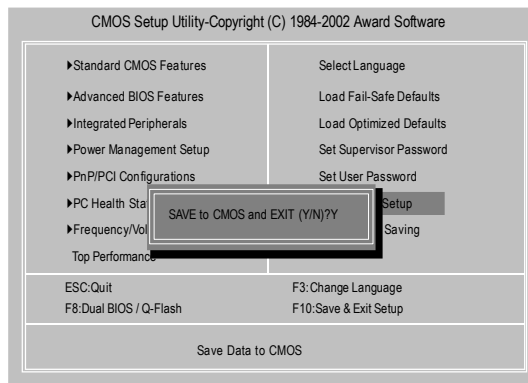 CMOS Setup Utility-Copyright (C) 1984-2002 Award Software
Standard CMOS Features
Advanced BIOS Features
Integrated Peripherals
Power Management Setup
PnP/PCI Configurations
PC Health Sta
Frequency/Vol
Top Performance
Select Language
Load Fail-Safe Defaults
Load Optimized Defaults
Set Supervisor Password
Set User Password
Setup
Saving
SAVE to CMOS and EXIT (Y/N)?Y
ESC:Quit
F3:Change Language
F8:Dual BIOS / Q-Flash
F10:Save & Exit Setup
Save Data to CMOS